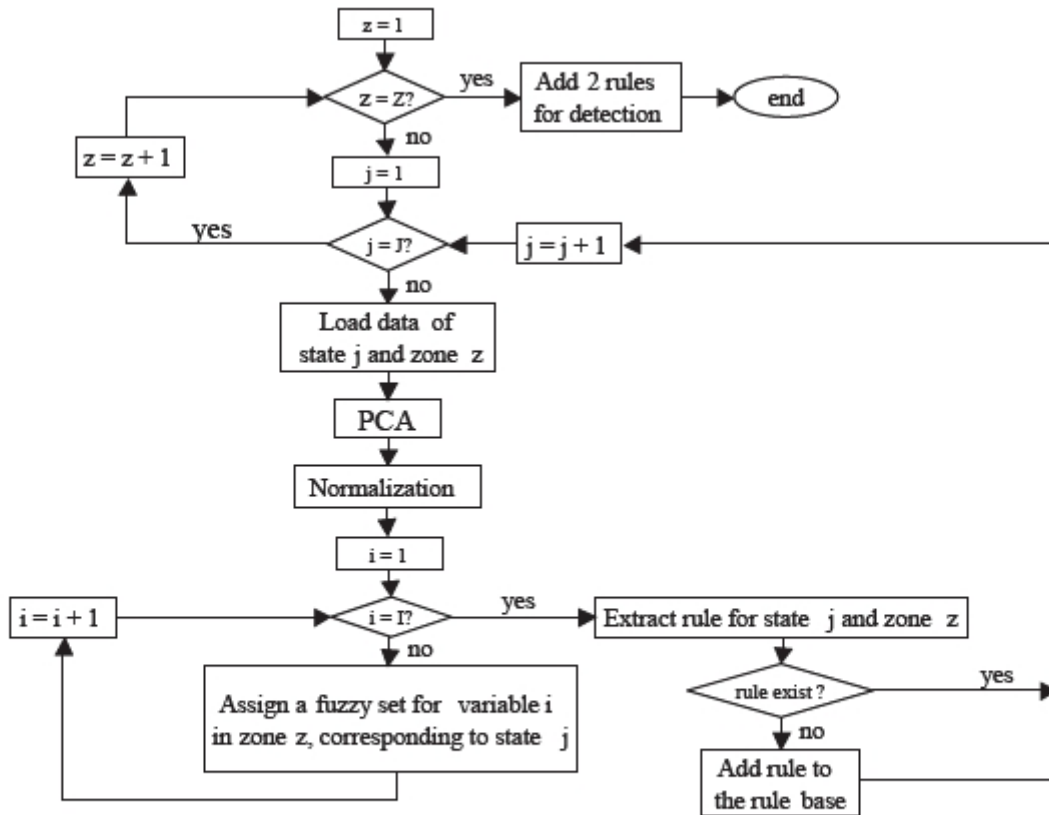 z = 1
z = Z?
yes
Add 2 rules
for detection
end
no
z = z + 1
j = 1
yes
j = J?
j = j + 1
no
Load data of
state j and zone z
PCA
Normalization
i = 1
i = i + 1
i = I?
yes
Extract rule for state j and zone z
no
Assign a fuzzy set for variable i
in zone z, corresponding to state j
rule exist ?
yes
no
Add rule to
the rule base